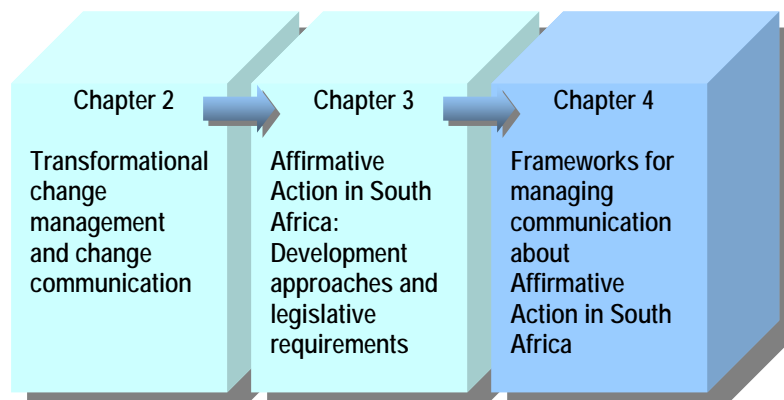 Chapter 2
Transformational
change
management
and change
communication
Chapter 3
Affirmative
Action in South
Africa:
Development
approaches and
legislative
requirements
Chapter 4
Frameworks for
managing
communication
about
Affirmative
Action in South
Africa